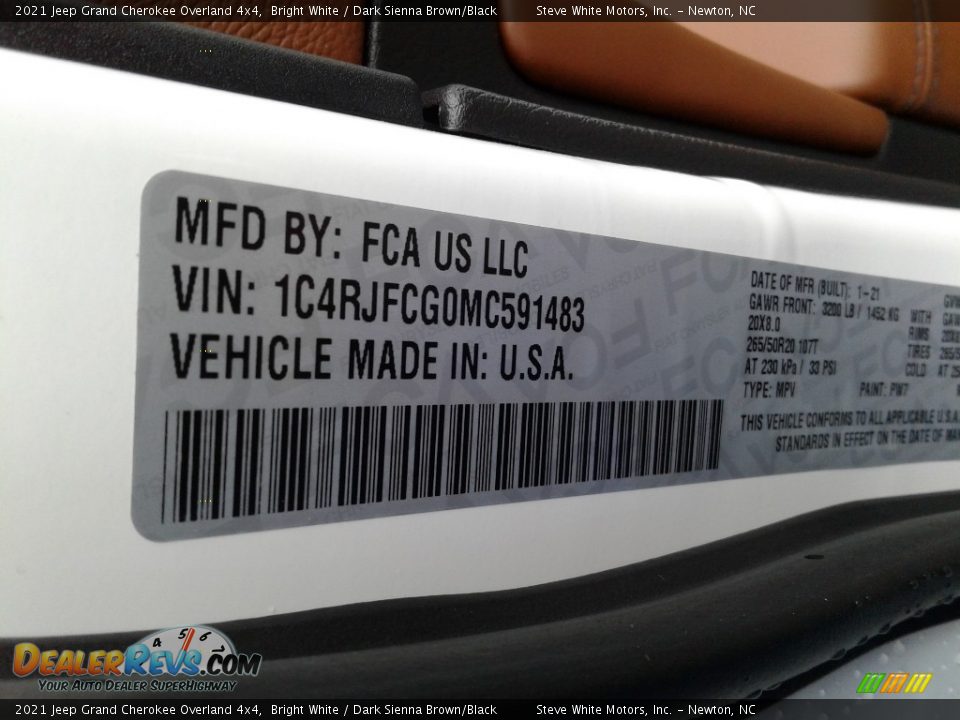 2021 Jeep Grand Cherokee Overland 4x4, Bright White / Dark Sienna Brown/Black Steve White Motors, Inc. – Newton, NC
MFD BY: FCA US LLC
VIN: 1C4RJFCG0MC591483
VEHICLE MADE IN: U.S.A.
DATE OF MFR (BUILT): 1-21
GAWR FRONT: 3200 LB / 1452 KG WITH
20X8.0 RIMS
265/50R20 107T TIRES
AT 230 kPa / 33 PSI COLD
TYPE: MPV PAINT: PW7
THIS VEHICLE CONFORMS TO ALL APPLICABLE U.S.A.
STANDARDS IN EFFECT ON THE DATE OF
4 5 6
DEALERREVS.COM
YOUR AUTO DEALER SUPERHIGHWAY
2021 Jeep Grand Cherokee Overland 4x4, Bright White / Dark Sienna Brown/Black Steve White Motors, Inc. – Newton, NC